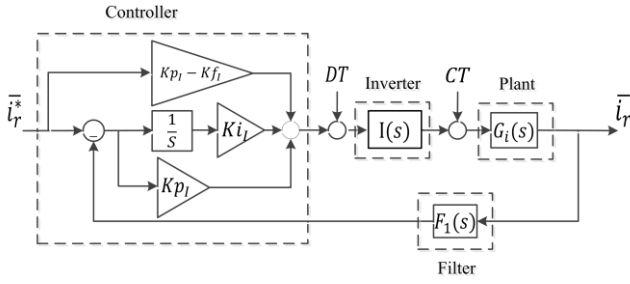 Controller
Kp_I − Kf_I
DT
Inverter
CT
Plant
i_r^*
−
1/s
Ki_I
I(s)
G_i(s)
i_r
Kp_I
F_1(s)
Filter